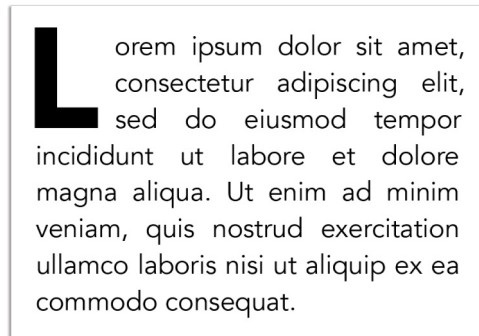 Lorem ipsum dolor sit amet,
consectetur adipiscing elit,
sed do eiusmod tempor
incididunt ut labore et dolore
magna aliqua. Ut enim ad minim
veniam, quis nostrud exercitation
ullamco laboris nisi ut aliquip ex ea
commodo consequat.